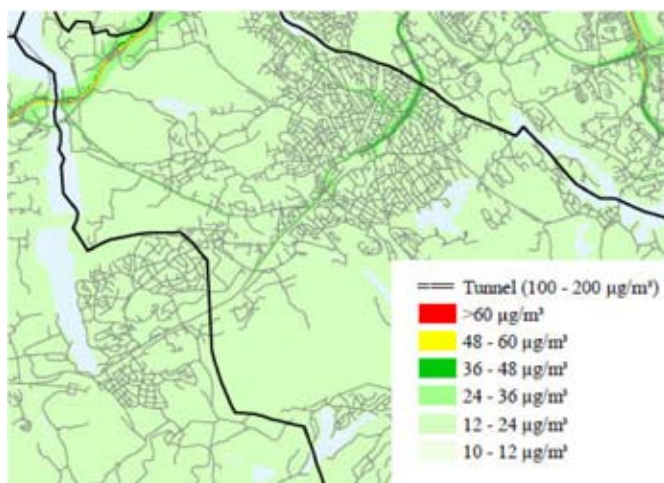 Tunnel (100 - 200 µg/m³)
>60 µg/m³
48 - 60 µg/m³
36 - 48 µg/m³
24 - 36 µg/m³
12 - 24 µg/m³
10 - 12 µg/m³